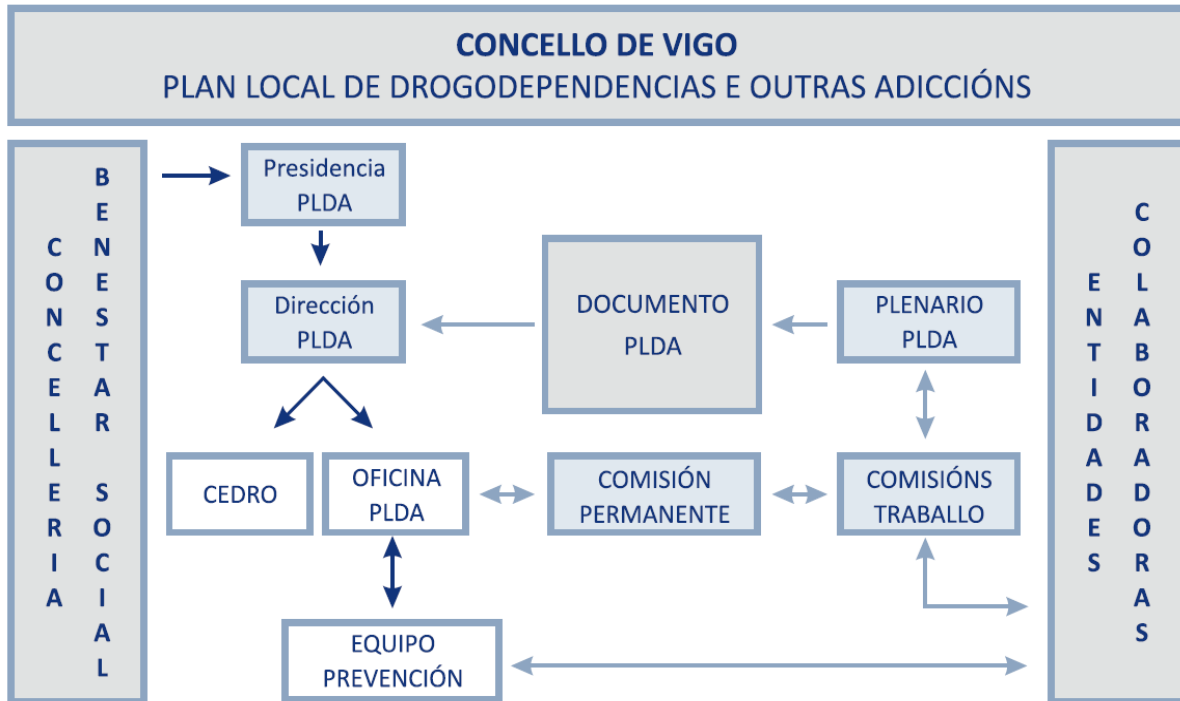 CONCELLO DE VIGO
PLAN LOCAL DE DROGODEPENDENCIAS E OUTRAS ADICCIÓNS
CONCELLERIA
BENESTAR SOCIAL
Presidencia
PLDA
Dirección
PLDA
DOCUMENTO
PLDA
PLENARIO
PLDA
CEDRO
OFICINA
PLDA
COMISIÓN
PERMANENTE
COMISIÓNS
TRABALLO
EQUIPO
PREVENCIÓN
ENTIDADES
COLABORADORAS